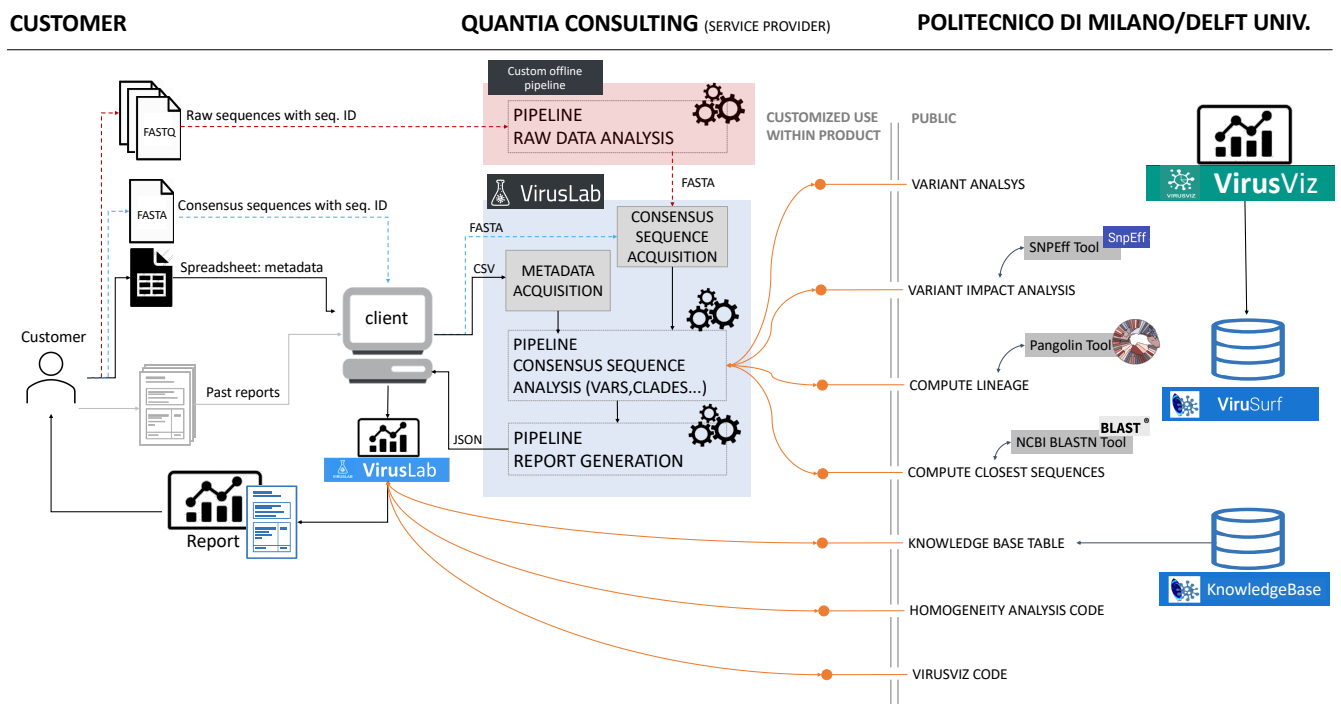 CUSTOMER
QUANTIA CONSULTING (SERVICE PROVIDER)
POLITECNICO DI MILANO/DELFT UNIV.
Custom offline
pipeline
FASTQ
Raw sequences with seq. ID
PIPELINE
RAW DATA ANALYSIS
CUSTOMIZED USE
WITHIN PRODUCT
PUBLIC
FASTA
VirusLab
FASTA
Consensus sequences with seq. ID
FASTA
CONSENSUS
SEQUENCE
ACQUISITION
VARIANT ANALSYS
VIRUSVIZ
VirusViz
Spreadsheet: metadata
CSV
METADATA
ACQUISITION
SNPEff Tool
SnpEff
VARIANT IMPACT ANALYSIS
client
Customer
PIPELINE
CONSENSUS SEQUENCE
ANALYSIS (VARS,CLADES...)
Pangolin Tool
COMPUTE LINEAGE
ViruSurf
Past reports
JSON
PIPELINE
REPORT GENERATION
BLAST ®
NCBI BLASTN Tool
COMPUTE CLOSEST SEQUENCES
VIRUSLAB
VirusLab
Report
KNOWLEDGE BASE TABLE
KnowledgeBase
HOMOGENEITY ANALYSIS CODE
VIRUSVIZ CODE